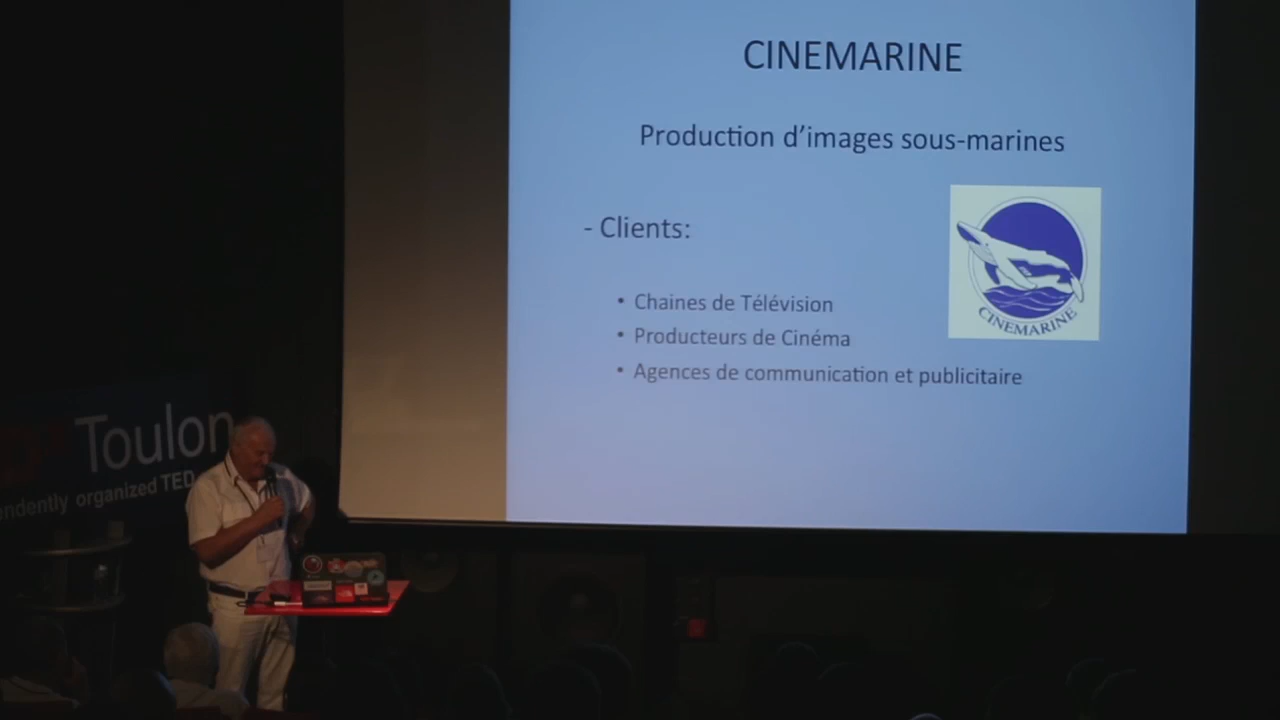 CINEMARINE
Production d’images sous-marines
- Clients:
• Chaines de Télévision
• Producteurs de Cinéma
• Agences de communication et publicitaire
CINEMARINE
Toulon
organized TED